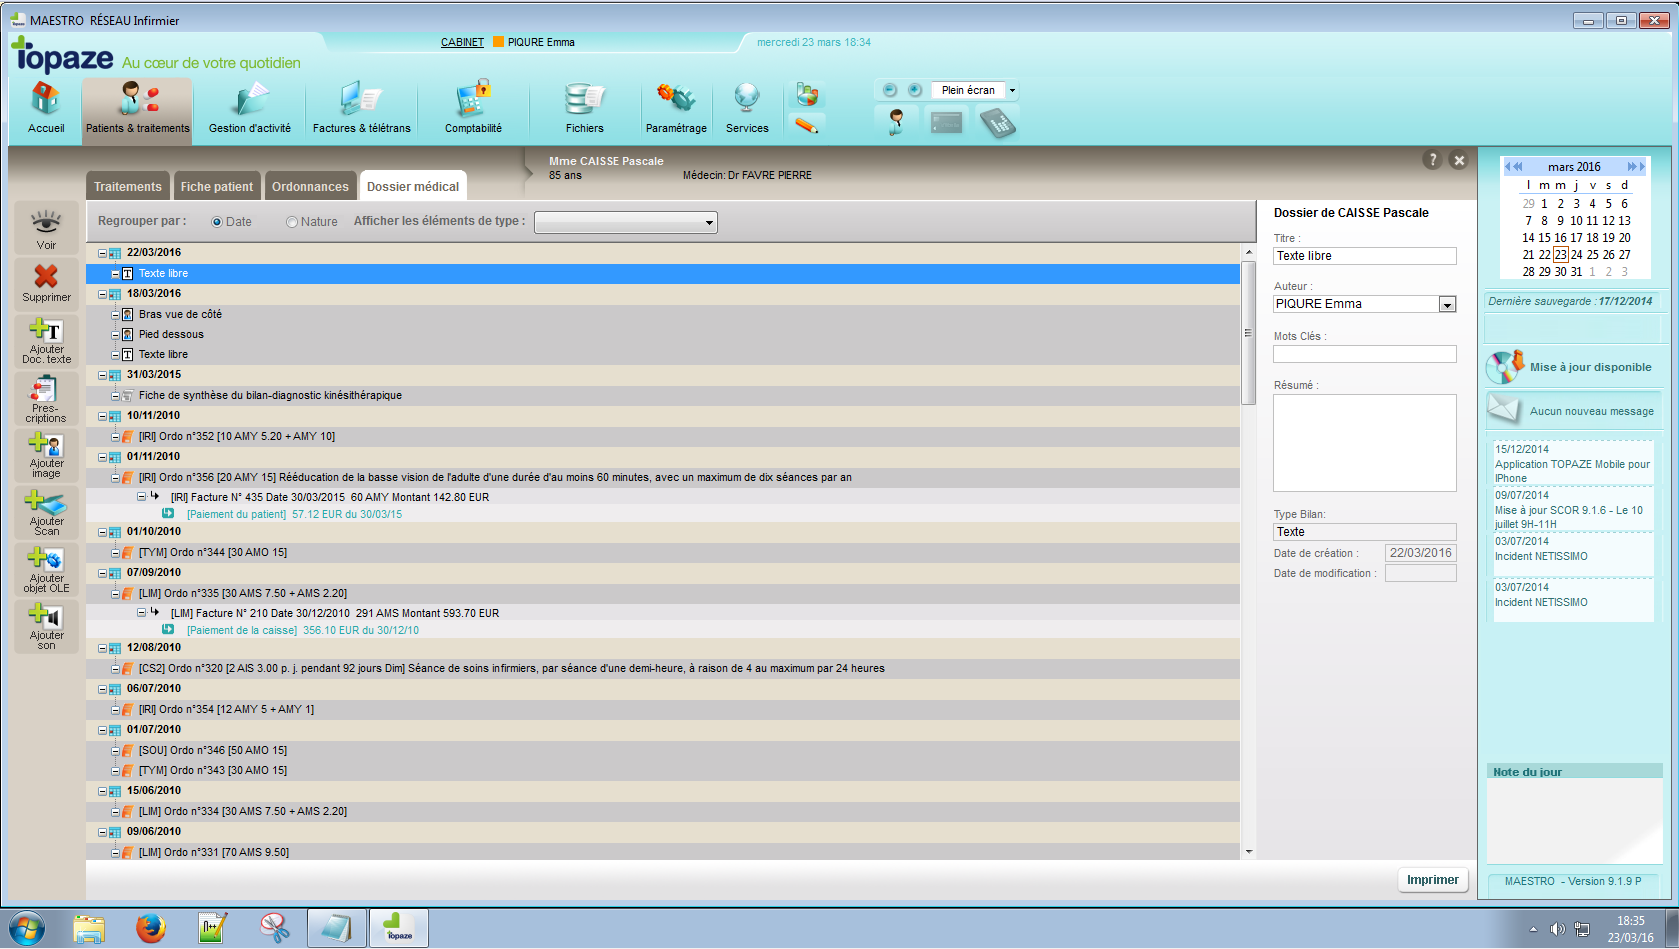 MAESTRO RÉSEAU Infirmier
Topaze Au cœur de votre quotidien
CABINET PIQURE Emma
mercredi 23 mars 18:34
Accueil
Patients & traitements
Gestion d'activité
Factures & télétrans
Comptabilité
Fichiers
Paramétrage
Services
Plein écran
Mme CAISSE Pascale
85 ans
Médecin: Dr FAVRE PIERRE
Traitements
Fiche patient
Ordonnances
Dossier médical
Regrouper par :
Date
Nature
Afficher les éléments de type :
Voir
Supprimer
Ajouter
Doc. texte
Pres-
criptions
Ajouter
image
Ajouter
Scan
Ajouter
objet OLE
Ajouter
son
22/03/2016
Texte libre
18/03/2016
Bras vue de côté
Pied dessous
Texte libre
31/03/2015
Fiche de synthèse du bilan-diagnostic kinésithérapique
10/11/2010
[IRI] Ordo n°352 [10 AMY 5.20 + AMY 10]
01/11/2010
[IRI] Ordo n°356 [20 AMY 15] Rééducation de la basse vision de l'adulte d'une durée d'au moins 60 minutes, avec un maximum de dix séances par an
[IRI] Facture N° 435 Date 30/03/2015 60 AMY Montant 142.80 EUR
[Paiement du patient] 57.12 EUR du 30/03/15
01/10/2010
[TYM] Ordo n°344 [30 AMO 15]
07/09/2010
[LIM] Ordo n°335 [30 AMS 7.50 + AMS 2.20]
[LIM] Facture N° 210 Date 30/12/2010 291 AMS Montant 593.70 EUR
[Paiement de la caisse] 356.10 EUR du 30/12/10
12/08/2010
[CS2] Ordo n°320 [2 AIS 3.00 p. j. pendant 92 jours Dim] Séance de soins infirmiers, par séance d'une demi-heure, à raison de 4 au maximum par 24 heures
06/07/2010
[IRI] Ordo n°354 [12 AMY 5 + AMY 1]
01/07/2010
[SOU] Ordo n°346 [50 AMO 15]
[TYM] Ordo n°343 [30 AMO 15]
15/06/2010
[LIM] Ordo n°334 [30 AMS 7.50 + AMS 2.20]
09/06/2010
[LIM] Ordo n°331 [70 AMS 9.50]
Dossier de CAISSE Pascale
Titre :
Texte libre
Auteur :
PIQURE Emma
Mots Clés :
Résumé :
Type Bilan:
Texte
Date de création : 22/03/2016
Date de modification :
Imprimer
mars 2016
l m m j v s d
29 1 2 3 4 5 6
7 8 9 10 11 12 13
14 15 16 17 18 19 20
21 22 23 24 25 26 27
28 29 30 31 1 2 3
Dernière sauvegarde : 17/12/2014
Mise à jour disponible
Aucun nouveau message
15/12/2014
Application TOPAZE Mobile pour
IPhone
09/07/2014
Mise à jour SCOR 9.1.6 - Le 10
juillet 9H-11H
03/07/2014
Incident NETISSIMO
03/07/2014
Incident NETISSIMO
Note du jour
MAESTRO - Version 9.1.9 P
Topaze
18:35
23/03/16